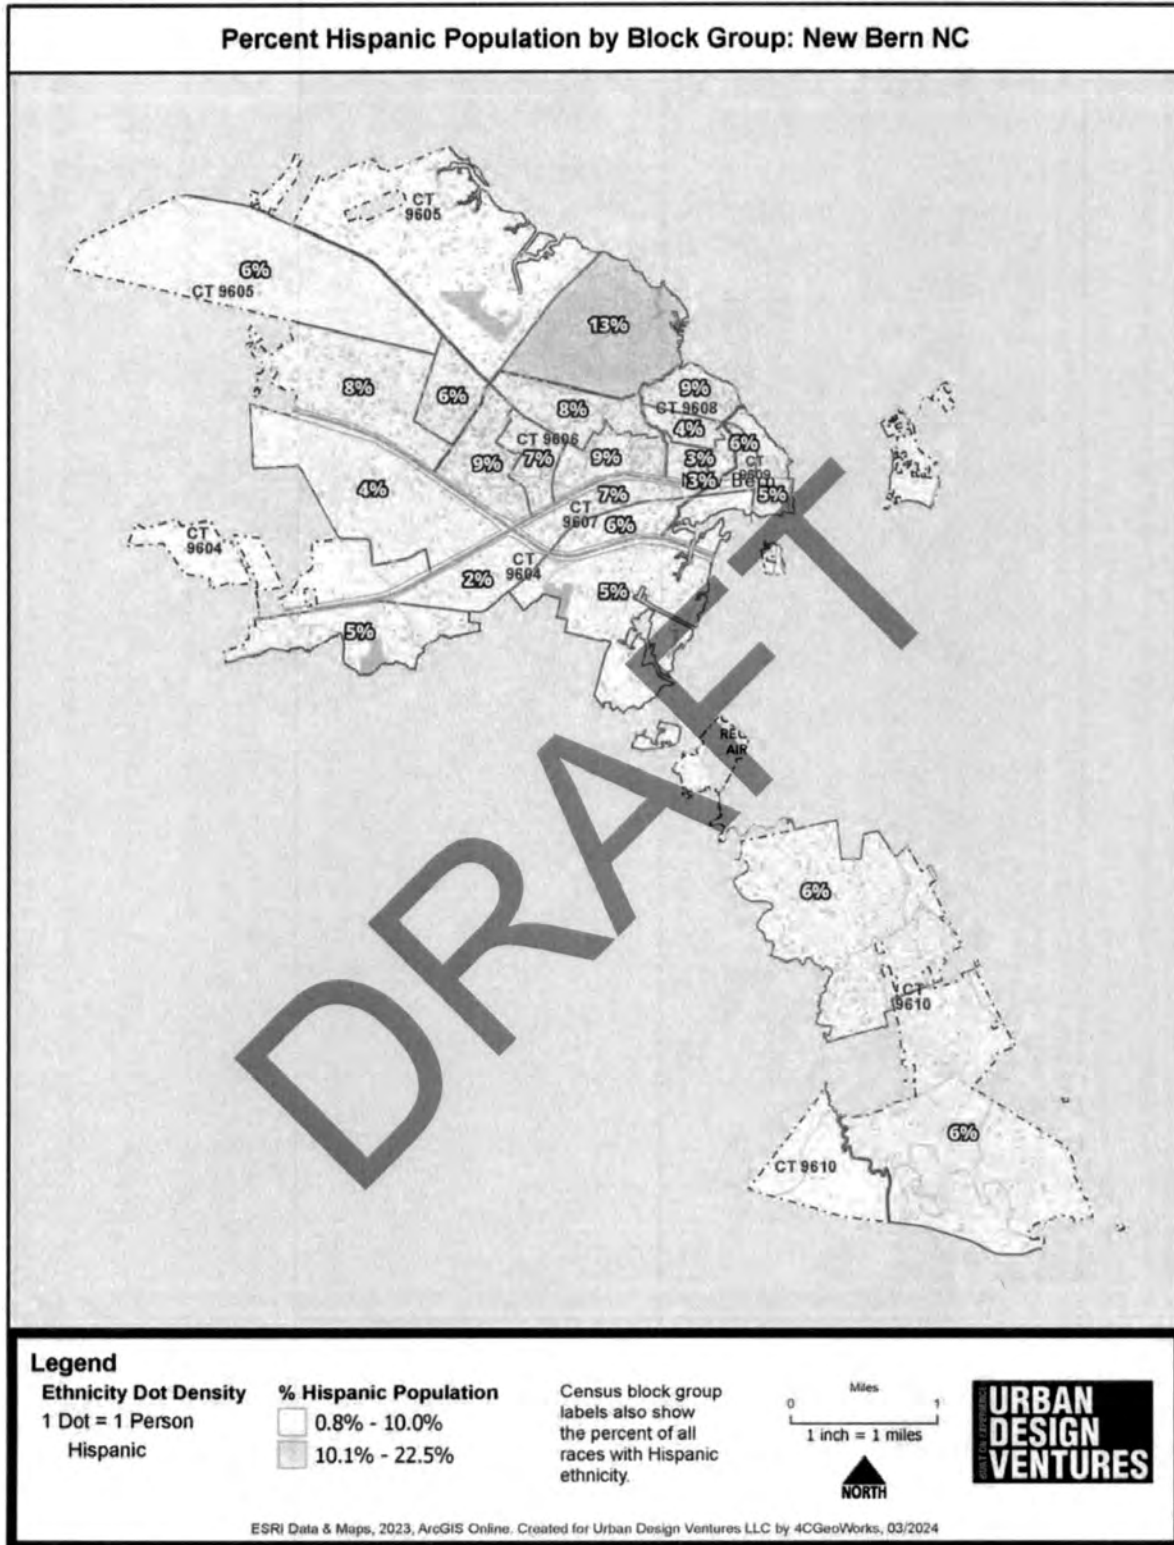 Percent Hispanic Population by Block Group: New Bern NC
CT
9605
6%
CT 9605
13%
8%
6%
8%
9%
CT 9608
4%
6%
CT 9606
9%
7%
9%
3%
CT
9609
3%
Bern
5%
4%
7%
CT
9607
6%
CT
9604
CT
9604
2%
5%
5%
AIR
6%
CT
9610
6%
CT 9610
DRAFT
Legend
Ethnicity Dot Density
1 Dot = 1 Person
Hispanic
% Hispanic Population
0.8% - 10.0%
10.1% - 22.5%
Census block group
labels also show
the percent of all
races with Hispanic
ethnicity.
Miles
0 1
1 inch = 1 miles
NORTH
URBAN
DESIGN
VENTURES
ESRI Data & Maps, 2023, ArcGIS Online. Created for Urban Design Ventures LLC by 4CGeoWorks, 03/2024